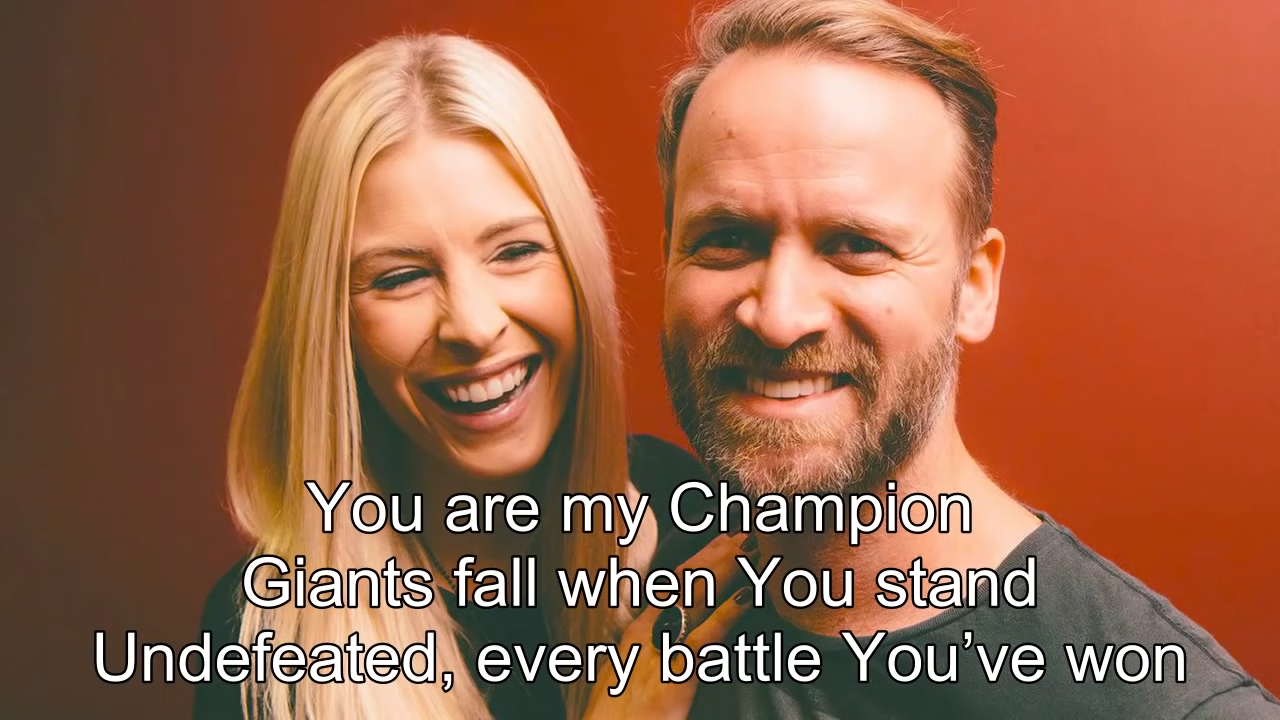 You are my Champion
Giants fall when You stand
Undefeated, every battle You’ve won